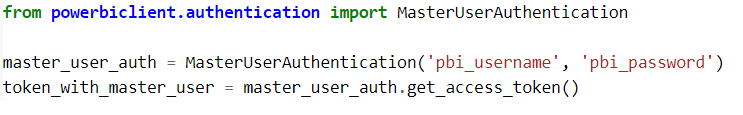 from powerbiclient.authentication import MasterUserAuthentication
master_user_auth = MasterUserAuthentication('pbi_username', 'pbi_password')
token_with_master_user = master_user_auth.get_access_token()